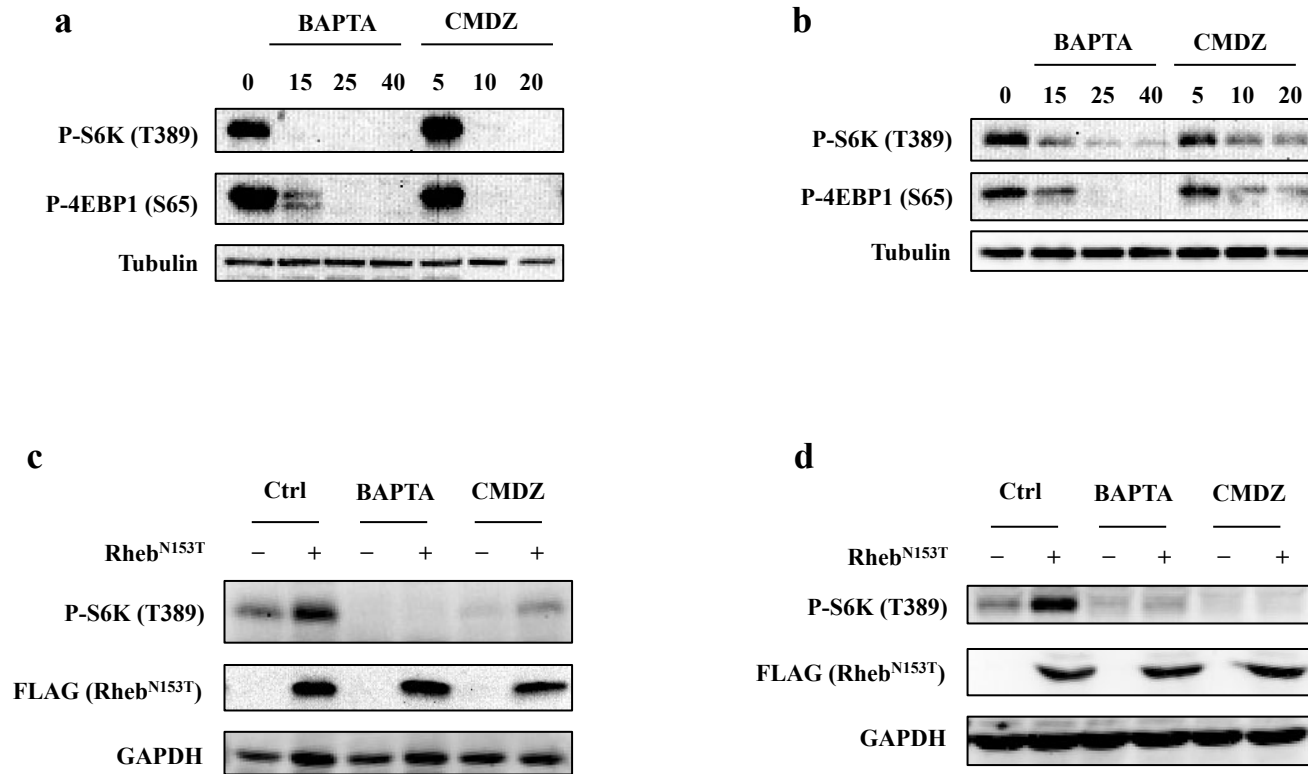 a
BAPTA CMDZ
0 15 25 40 5 10 20
P-S6K (T389)
P-4EBP1 (S65)
Tubulin
b
BAPTA CMDZ
0 15 25 40 5 10 20
P-S6K (T389)
P-4EBP1 (S65)
Tubulin
c
Ctrl BAPTA CMDZ
Rheb^N153T – + – + – +
P-S6K (T389)
FLAG (Rheb^N153T)
GAPDH
d
Ctrl BAPTA CMDZ
Rheb^N153T – + – + – +
P-S6K (T389)
FLAG (Rheb^N153T)
GAPDH